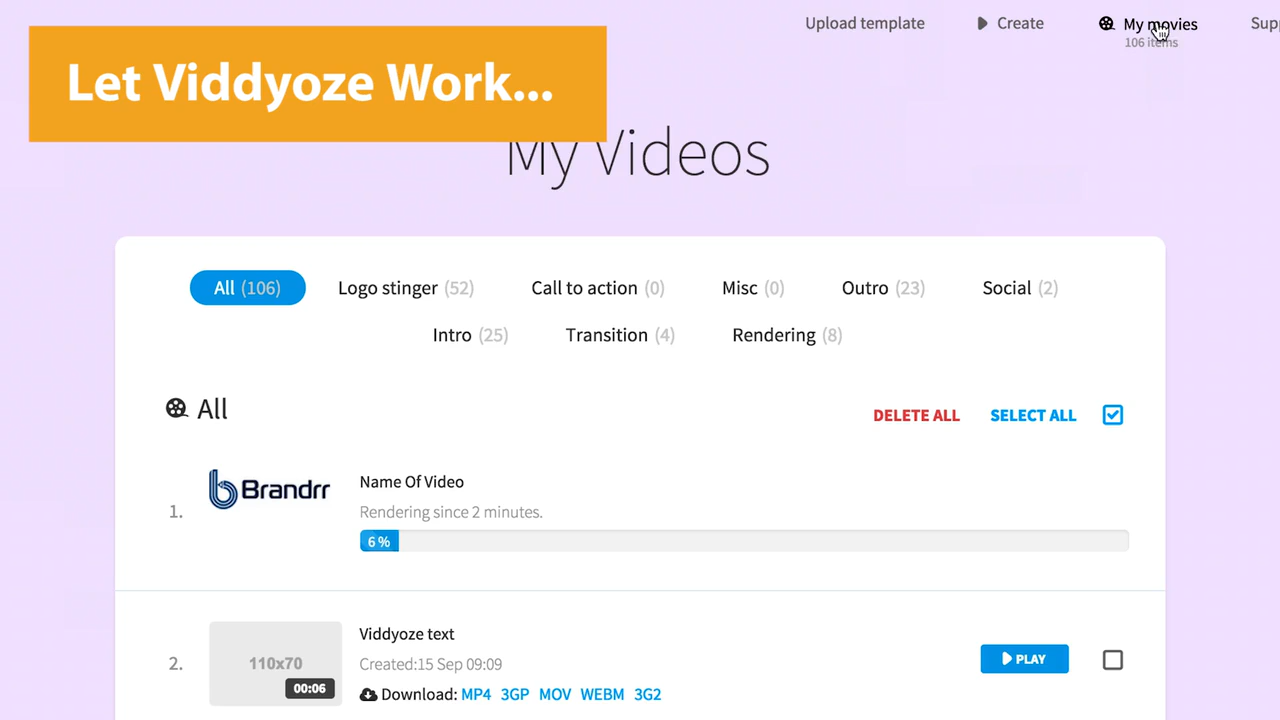 Upload template
Create
My movies
106 items
Let Viddyoze Work...
My Videos
All (106)
Logo stinger (52)
Call to action (0)
Misc (0)
Outro (23)
Social (2)
Intro (25)
Transition (4)
Rendering (8)
All
DELETE ALL
SELECT ALL
1.
Brandrr
Name Of Video
Rendering since 2 minutes.
6 %
2.
110x70
00:06
Viddyoze text
Created:15 Sep 09:09
Download: MP4 3GP MOV WEBM 3G2
PLAY